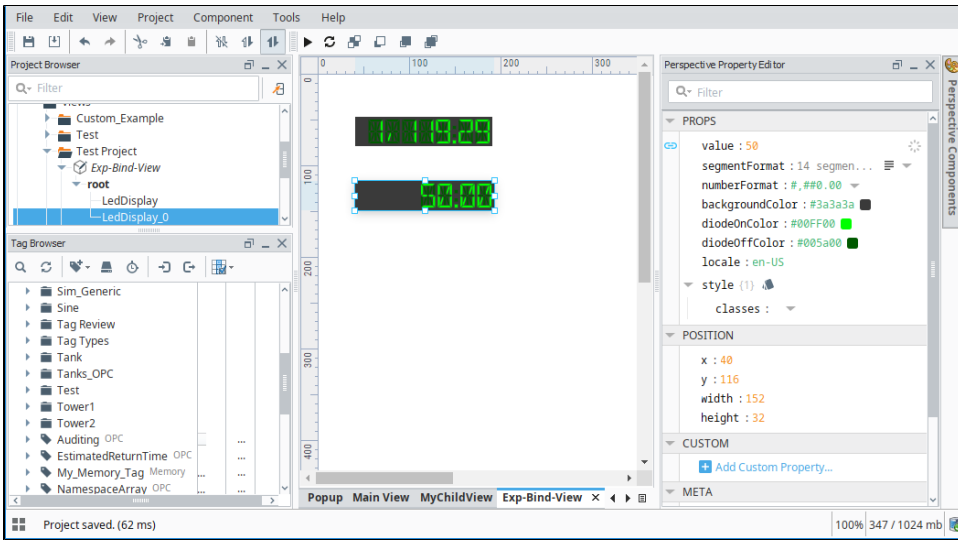 File Edit View Project Component Tools Help
Project Browser
Filter
Views
Custom_Example
Test
Test Project
Exp-Bind-View
root
LedDisplay
LedDisplay_0
Tag Browser
Sim_Generic
Sine
Tag Review
Tag Types
Tank
Tanks_OPC
Test
Tower1
Tower2
Auditing OPC ...
EstimatedReturnTime OPC ...
My_Memory_Tag Memory ... ...
NamespaceArray OPC ... ...
0 100 200 300
0
100
200
300
400
1,119.29
50.00
Popup Main View MyChildView Exp-Bind-View
Perspective Property Editor
Filter
PROPS
value : 50
segmentFormat : 14 segmen...
numberFormat : #,##0.00
backgroundColor : #3a3a3a
diodeOnColor : #00FF00
diodeOffColor : #005a00
locale : en-US
style {1}
classes :
POSITION
x : 40
y : 116
width : 152
height : 32
CUSTOM
Add Custom Property...
META
Perspective Components
Project saved. (62 ms)
100% 347 / 1024 mb